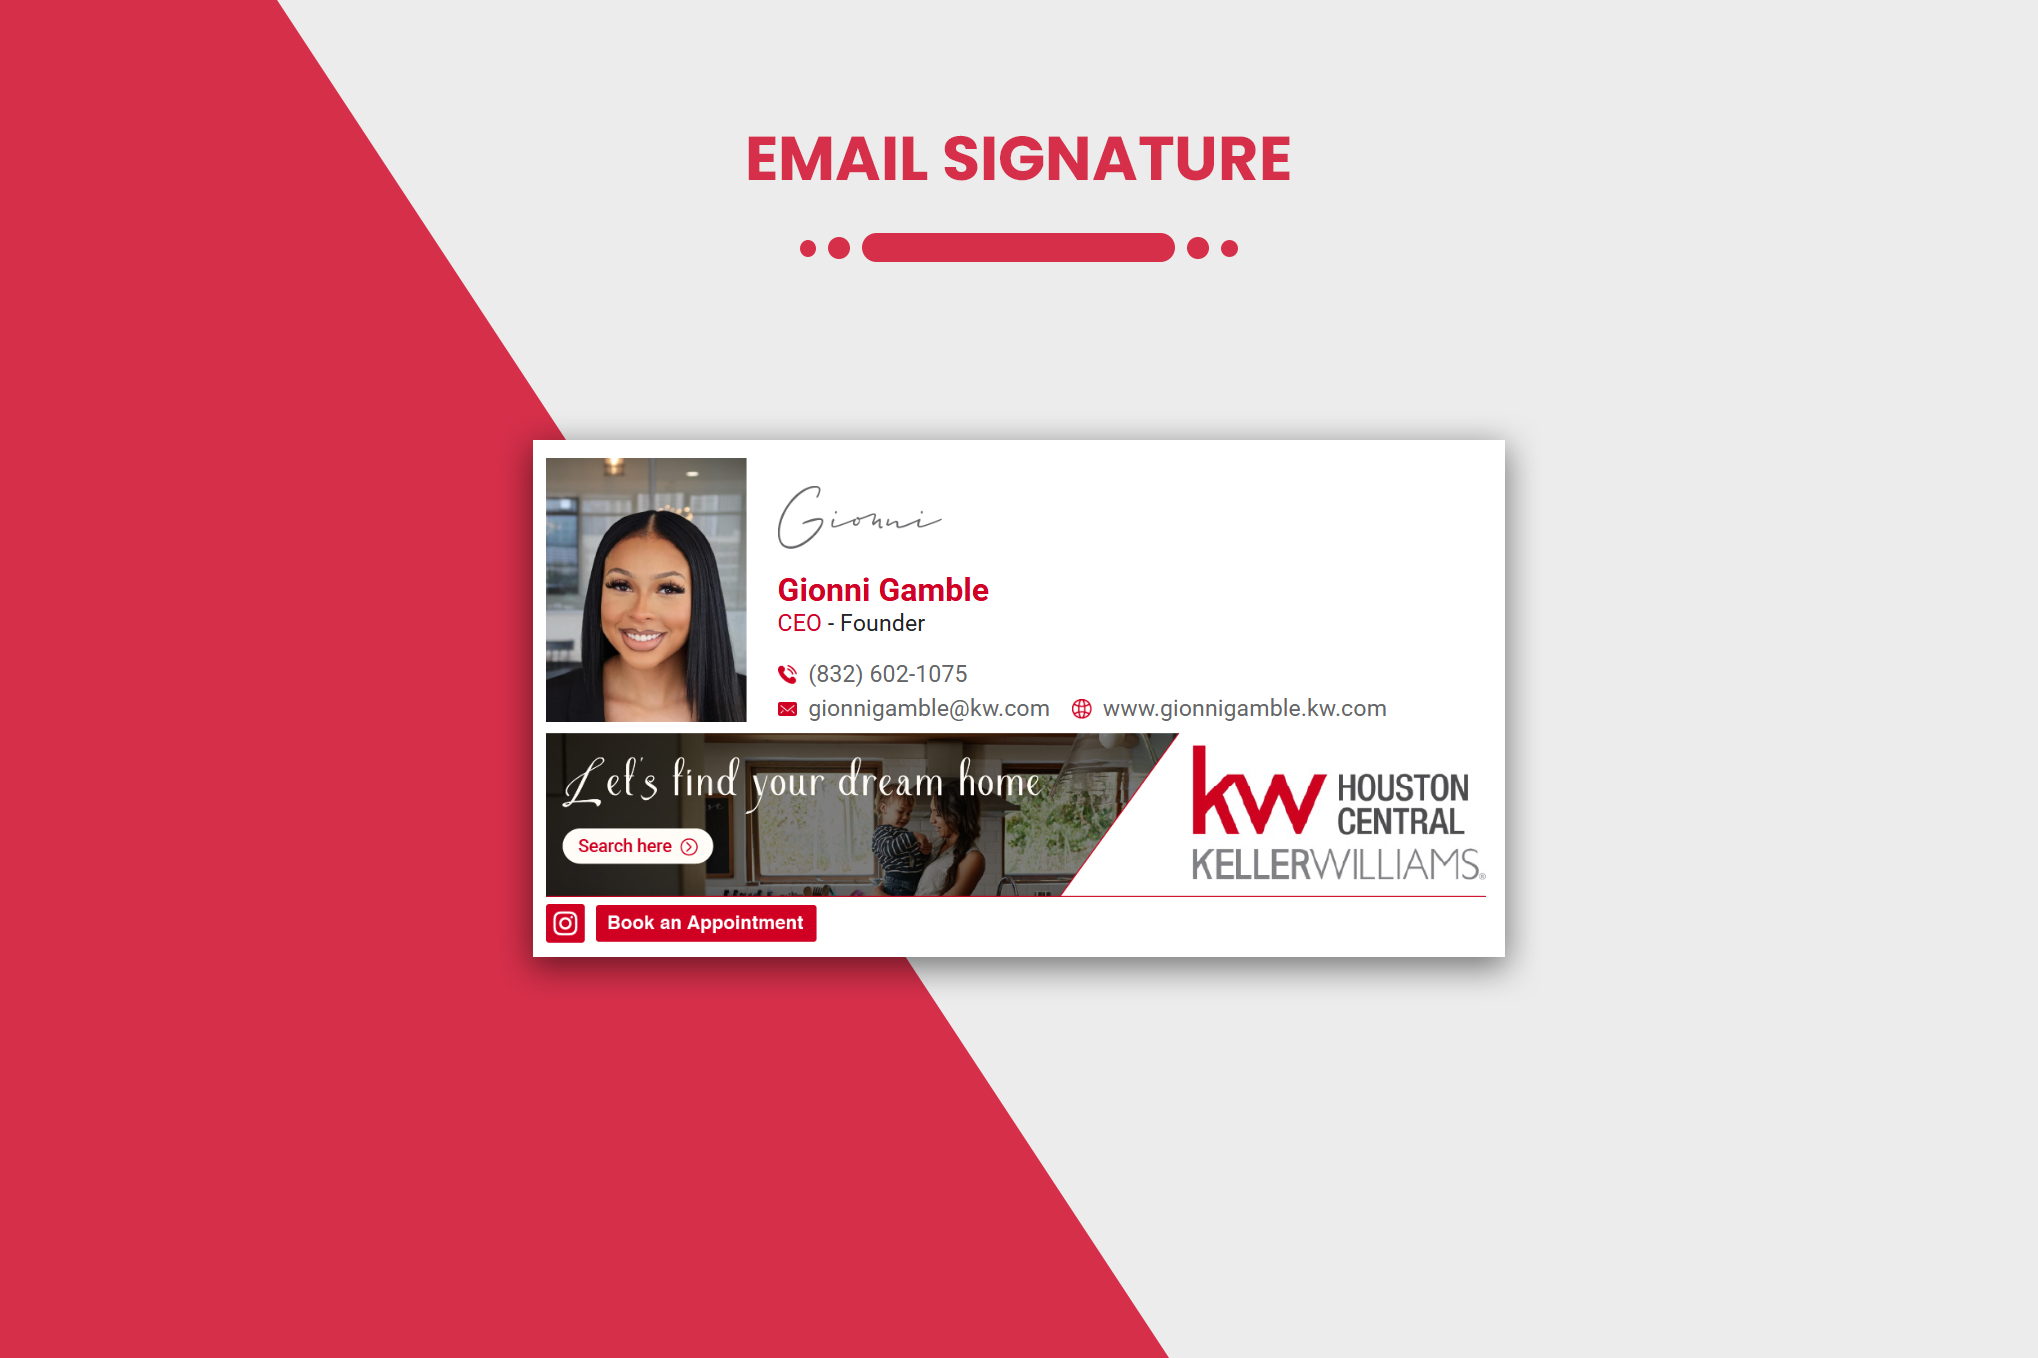 EMAIL SIGNATURE
Gionni
Gionni Gamble
CEO - Founder
(832) 602-1075
gionnigamble@kw.com www.gionnigamble.kw.com
Let's find your dream home
Search here
kw HOUSTON
CENTRAL
KELLERWILLIAMS®
Book an Appointment